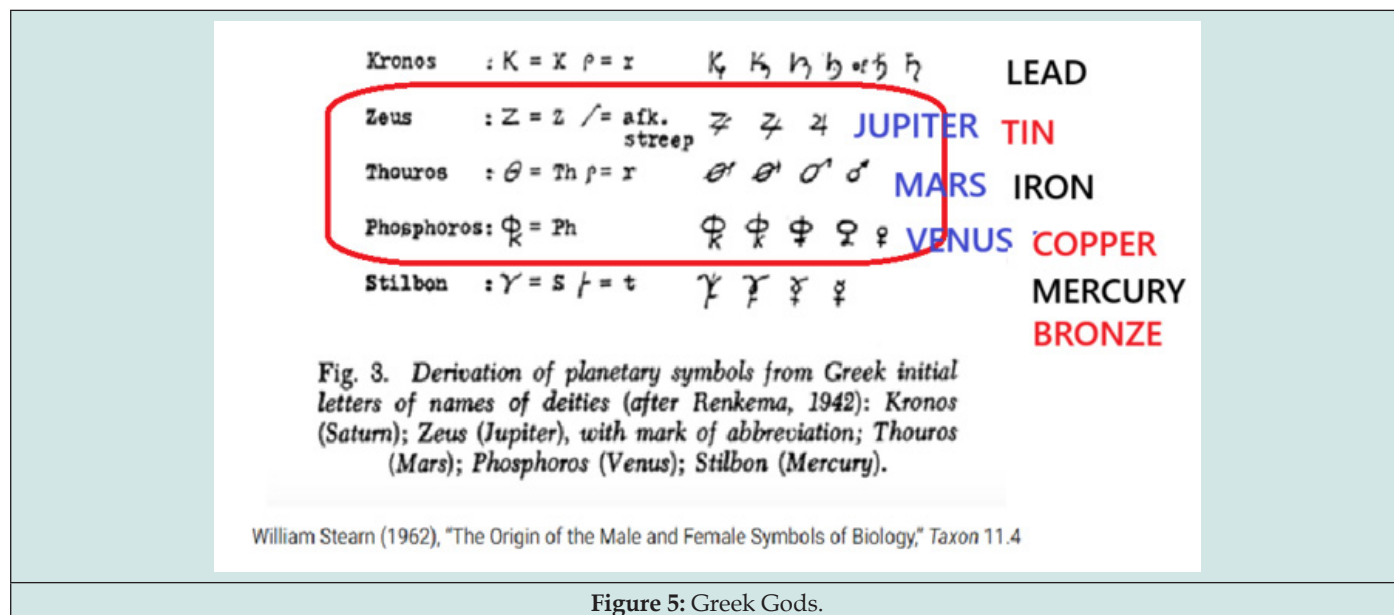 Kronos : K = K ρ = r ♄ LEAD
Zeus : Z = z / = afk. streep ♃ JUPITER TIN
Thouros : θ = Th ρ = r ♂ MARS IRON
Phosphoros: = Ph ♀ VENUS COPPER
Stilbon : γ = S = t ☿ MERCURY
BRONZE
Fig. 3. Derivation of planetary symbols from Greek initial
letters of names of deities (after Renkema, 1942): Kronos
(Saturn); Zeus (Jupiter), with mark of abbreviation; Thouros
(Mars); Phosphoros (Venus); Stilbon (Mercury).
William Stearn (1962), "The Origin of the Male and Female Symbols of Biology," Taxon 11.4
Figure 5: Greek Gods.